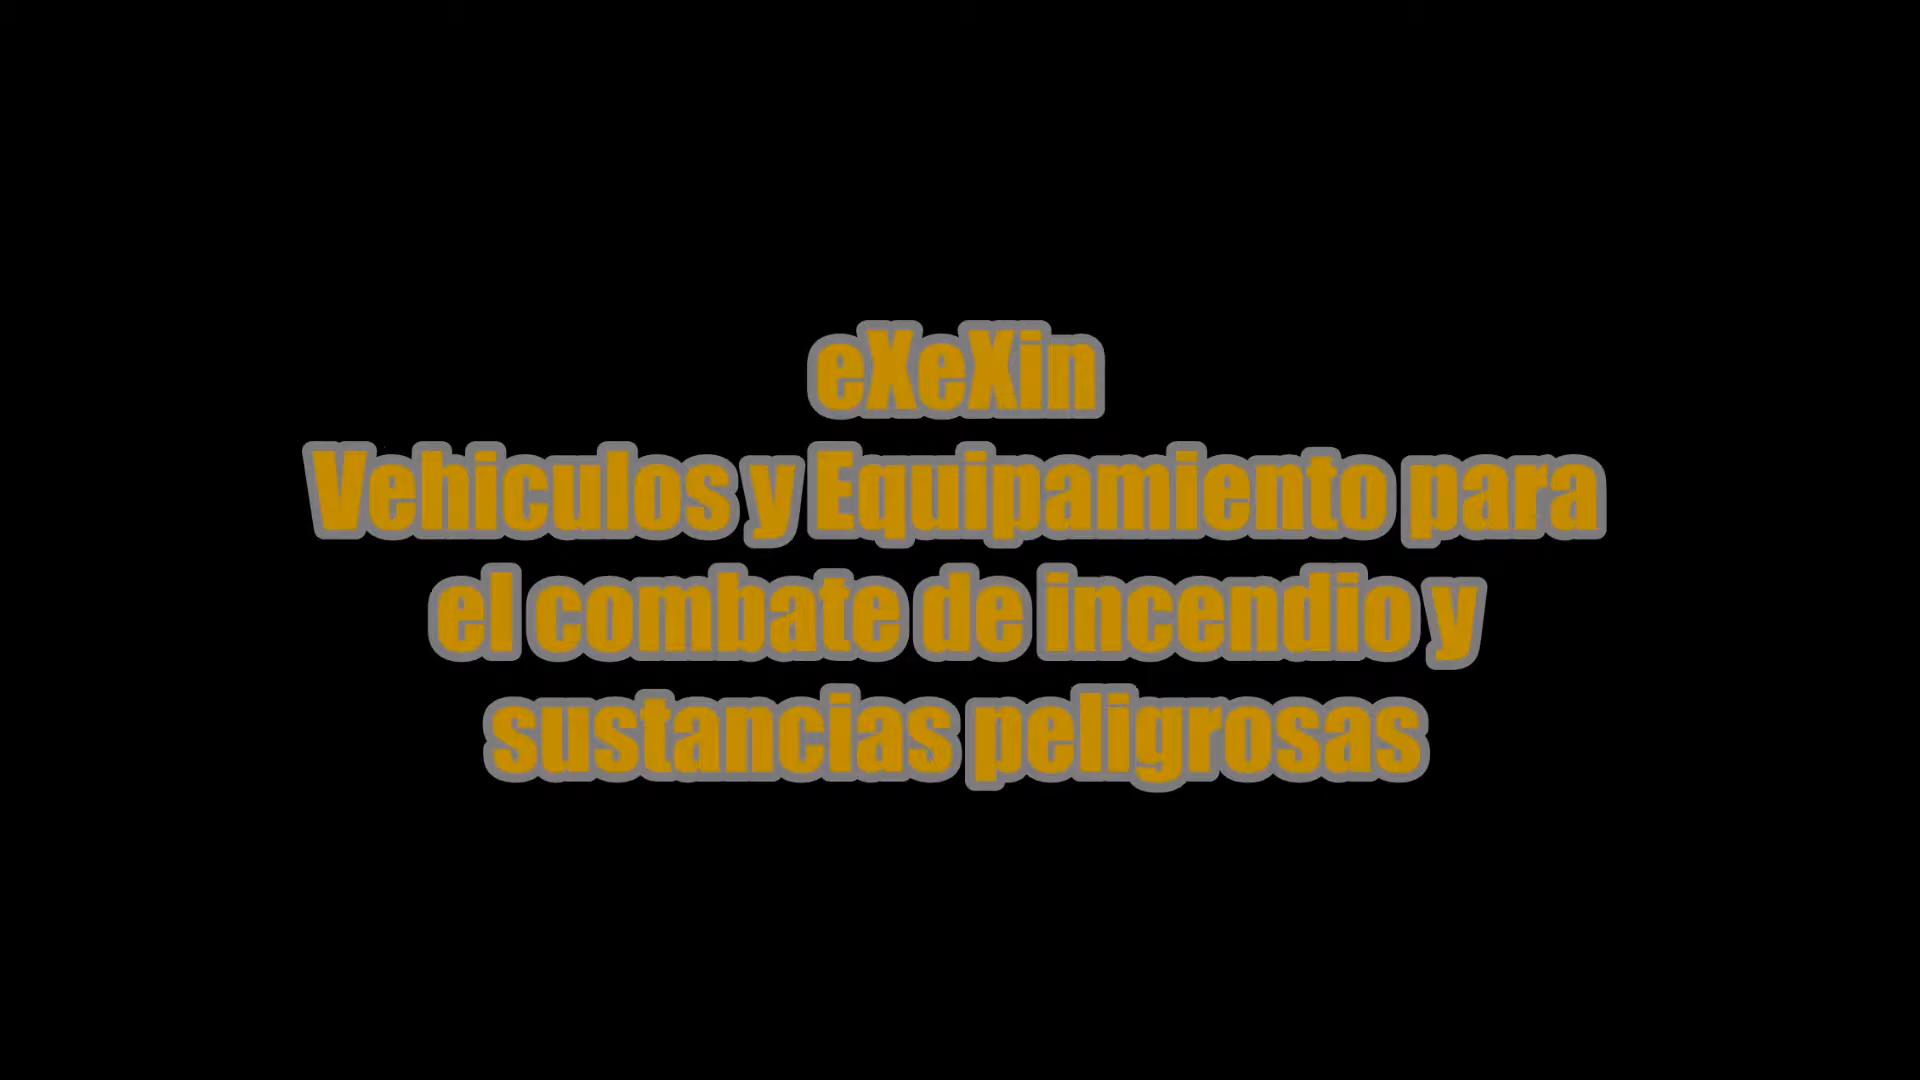 eXeXin
Vehiculos y Equipamiento para
el combate de incendio y
sustancias peligrosas